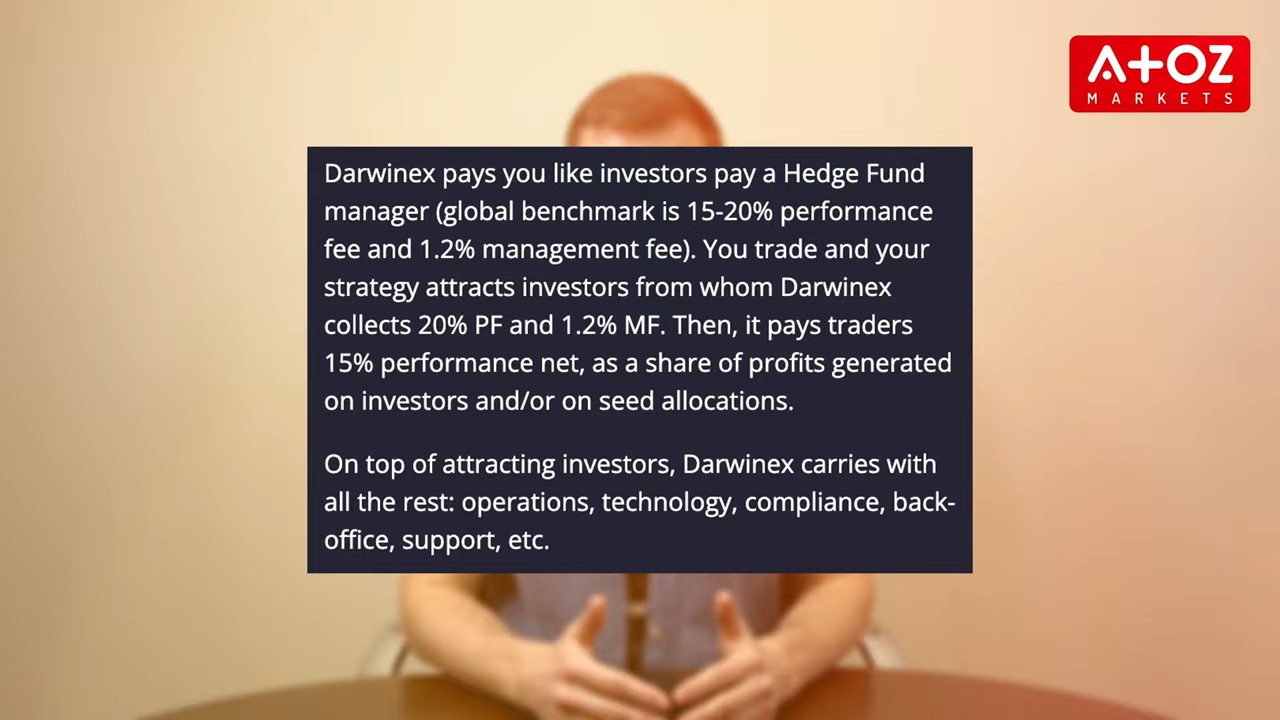 A+OZ
MARKETS
Darwinex pays you like investors pay a Hedge Fund
manager (global benchmark is 15-20% performance
fee and 1.2% management fee). You trade and your
strategy attracts investors from whom Darwinex
collects 20% PF and 1.2% MF. Then, it pays traders
15% performance net, as a share of profits generated
on investors and/or on seed allocations.
On top of attracting investors, Darwinex carries with
all the rest: operations, technology, compliance, back-
office, support, etc.